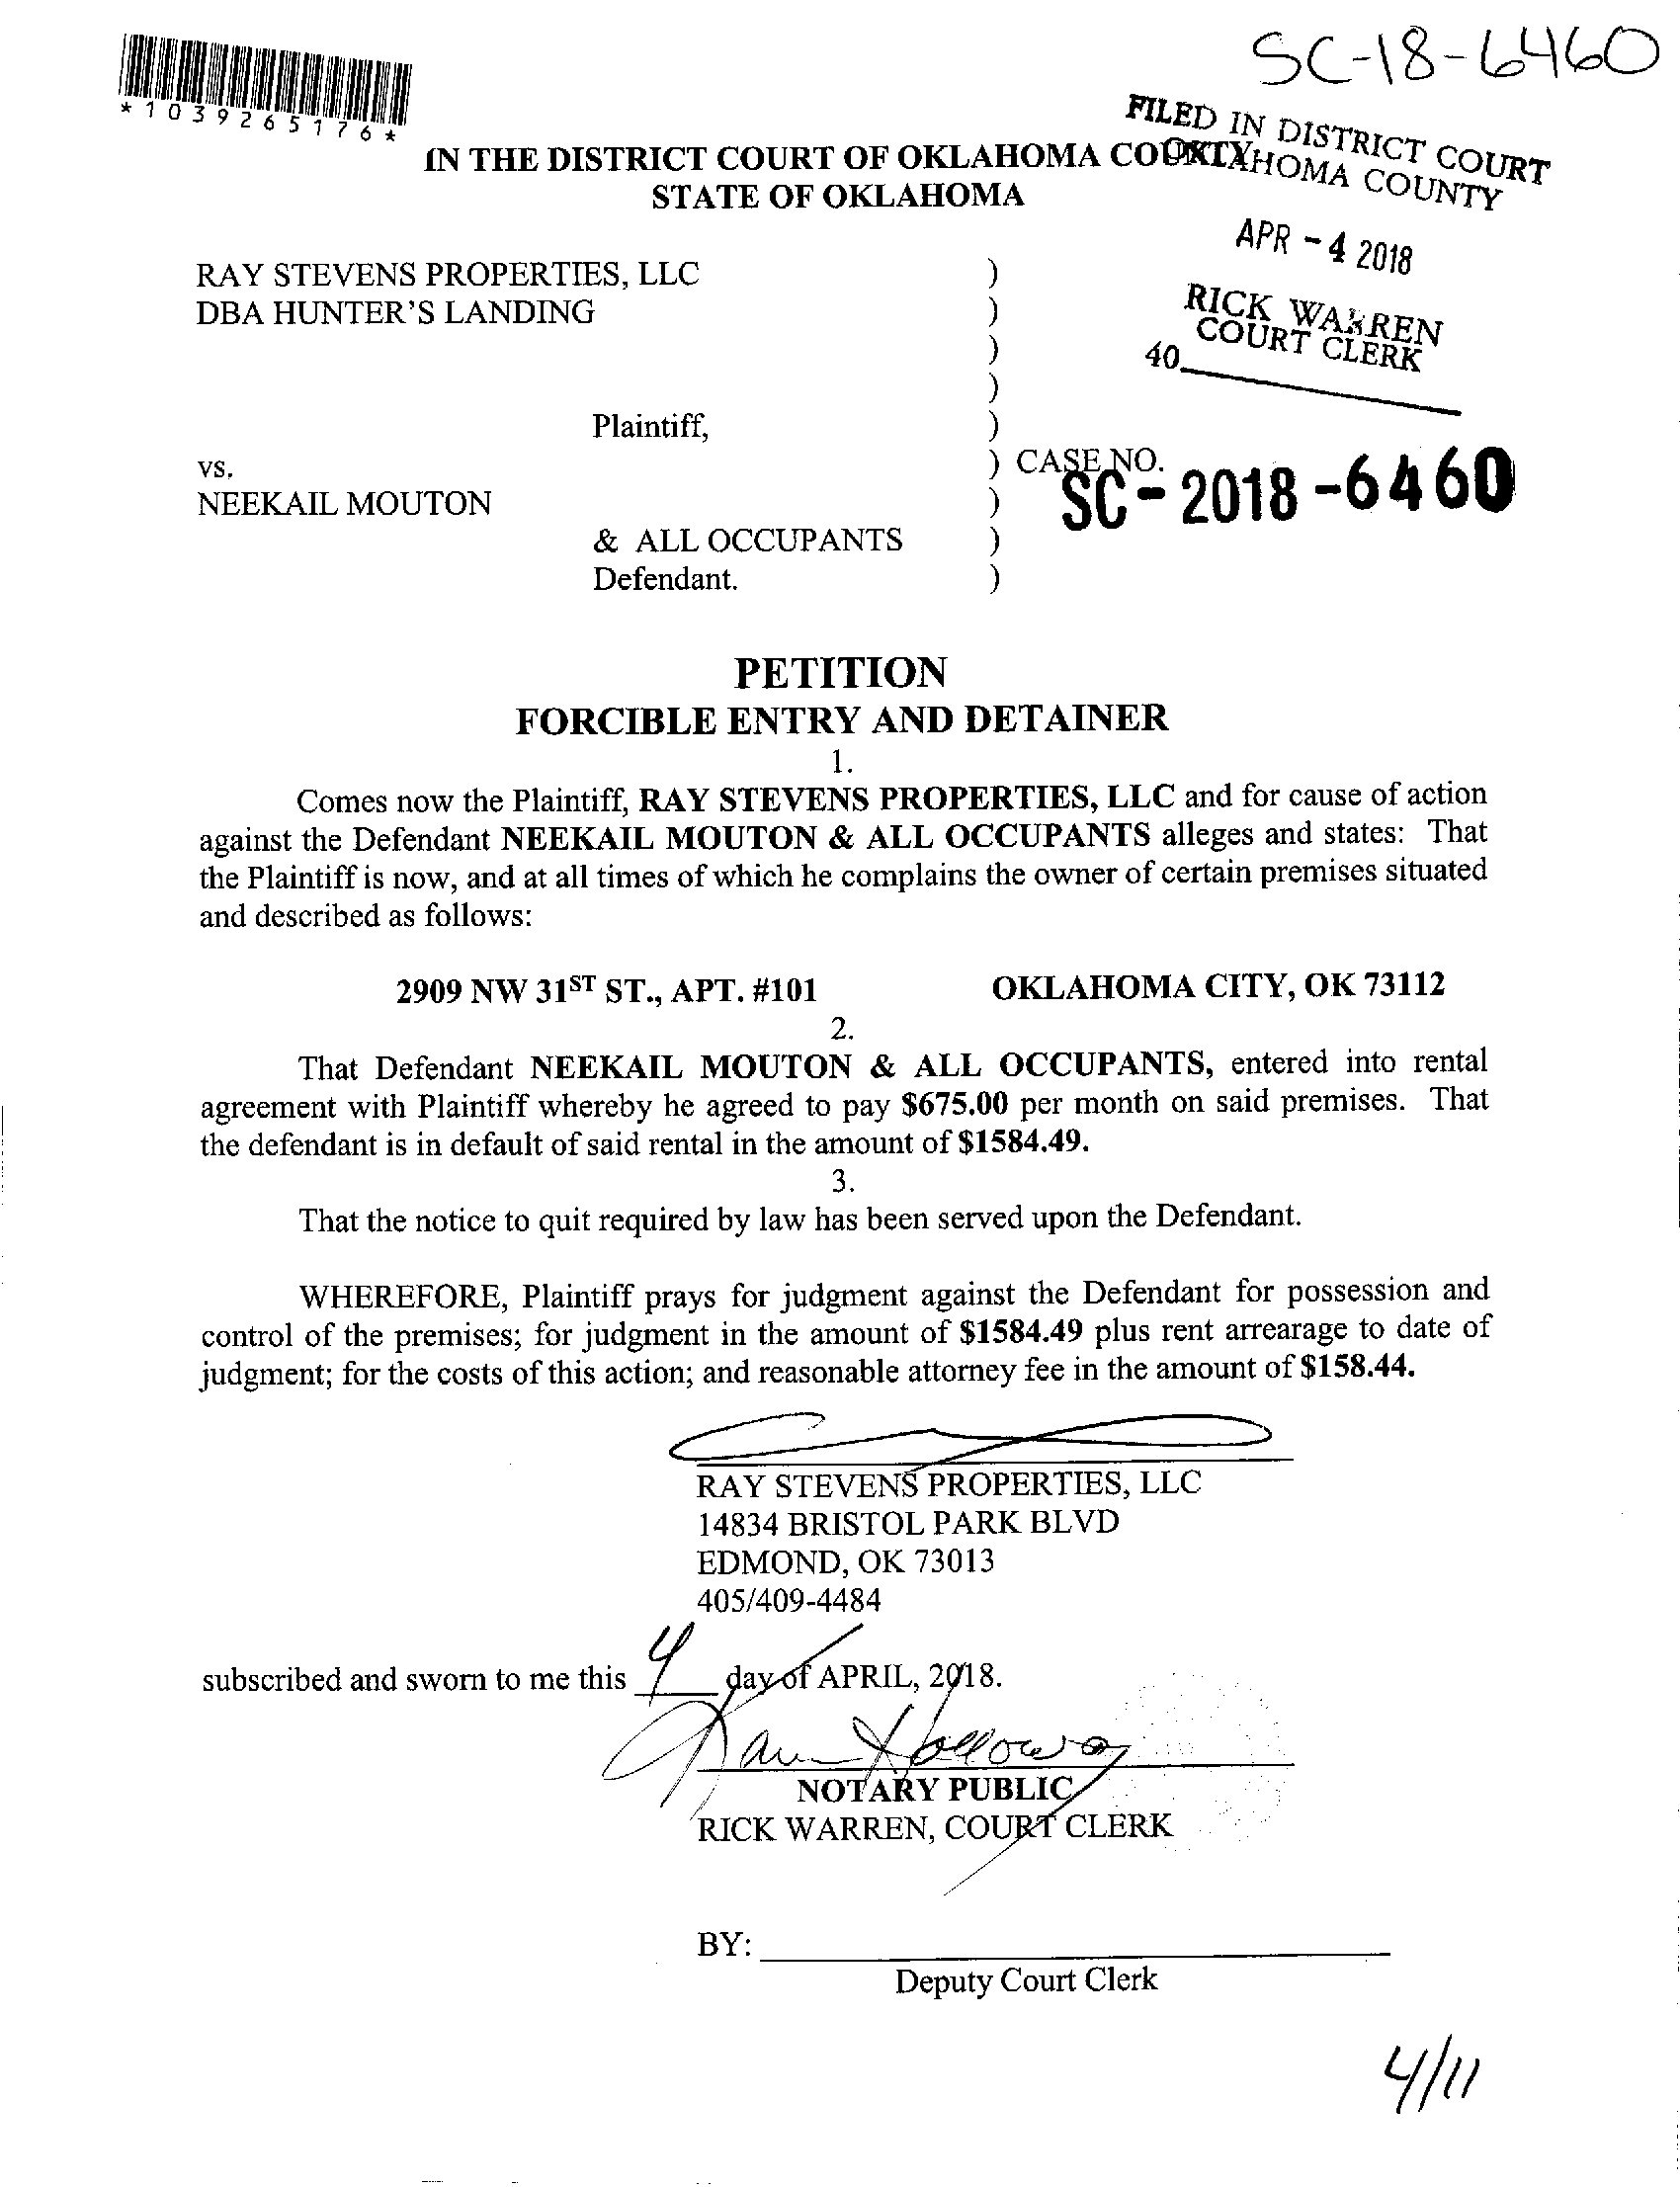 SC-18-6460
*1039265176*
FILED IN DISTRICT COURT
OKLAHOMA COUNTY
IN THE DISTRICT COURT OF OKLAHOMA COUNTY
STATE OF OKLAHOMA
APR - 4 2018
RICK WARREN
COURT CLERK
40
RAY STEVENS PROPERTIES, LLC )
DBA HUNTER'S LANDING )
)
)
Plaintiff, )
vs. ) CASE NO.
SC - 2018 - 6460
NEEKAIL MOUTON )
& ALL OCCUPANTS )
Defendant. )
PETITION
FORCIBLE ENTRY AND DETAINER
1.
Comes now the Plaintiff, RAY STEVENS PROPERTIES, LLC and for cause of action
against the Defendant NEEKAIL MOUTON & ALL OCCUPANTS alleges and states: That
the Plaintiff is now, and at all times of which he complains the owner of certain premises situated
and described as follows:
2909 NW 31ST ST., APT. #101 OKLAHOMA CITY, OK 73112
2.
That Defendant NEEKAIL MOUTON & ALL OCCUPANTS, entered into rental
agreement with Plaintiff whereby he agreed to pay $675.00 per month on said premises. That
the defendant is in default of said rental in the amount of $1584.49.
3.
That the notice to quit required by law has been served upon the Defendant.
WHEREFORE, Plaintiff prays for judgment against the Defendant for possession and
control of the premises; for judgment in the amount of $1584.49 plus rent arrearage to date of
judgment; for the costs of this action; and reasonable attorney fee in the amount of $158.44.
RAY STEVENS PROPERTIES, LLC
14834 BRISTOL PARK BLVD
EDMOND, OK 73013
405/409-4484
subscribed and sworn to me this 4 day of APRIL, 2018.
Holloway
NOTARY PUBLIC
RICK WARREN, COURT CLERK
BY:
Deputy Court Clerk
4/11